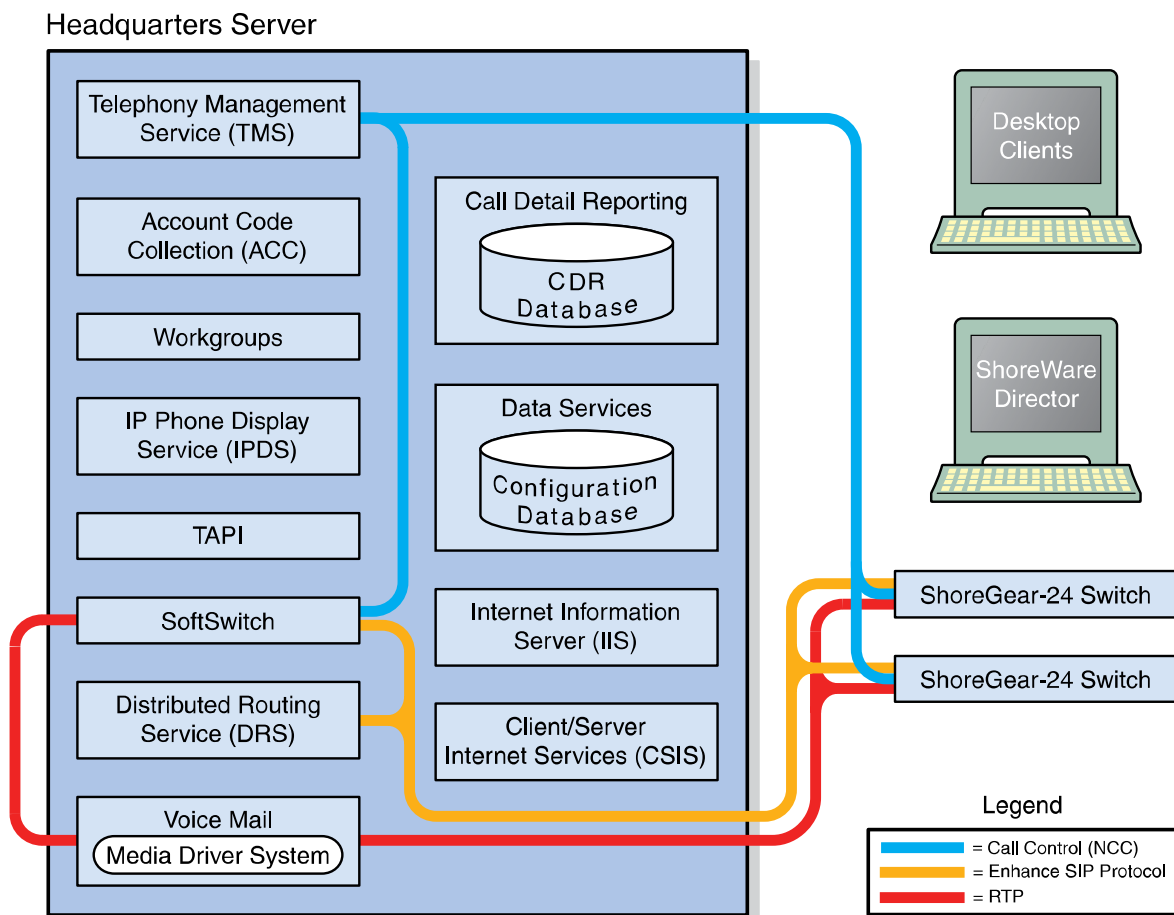 Headquarters Server
Telephony Management
Service (TMS)
Account Code
Collection (ACC)
Workgroups
IP Phone Display
Service (IPDS)
TAPI
SoftSwitch
Distributed Routing
Service (DRS)
Voice Mail
Media Driver System
Call Detail Reporting
CDR
Database
Data Services
Configuration
Database
Internet Information
Server (IIS)
Client/Server
Internet Services (CSIS)
Desktop
Clients
ShoreWare
Director
ShoreGear-24 Switch
ShoreGear-24 Switch
Legend
= Call Control (NCC)
= Enhance SIP Protocol
= RTP